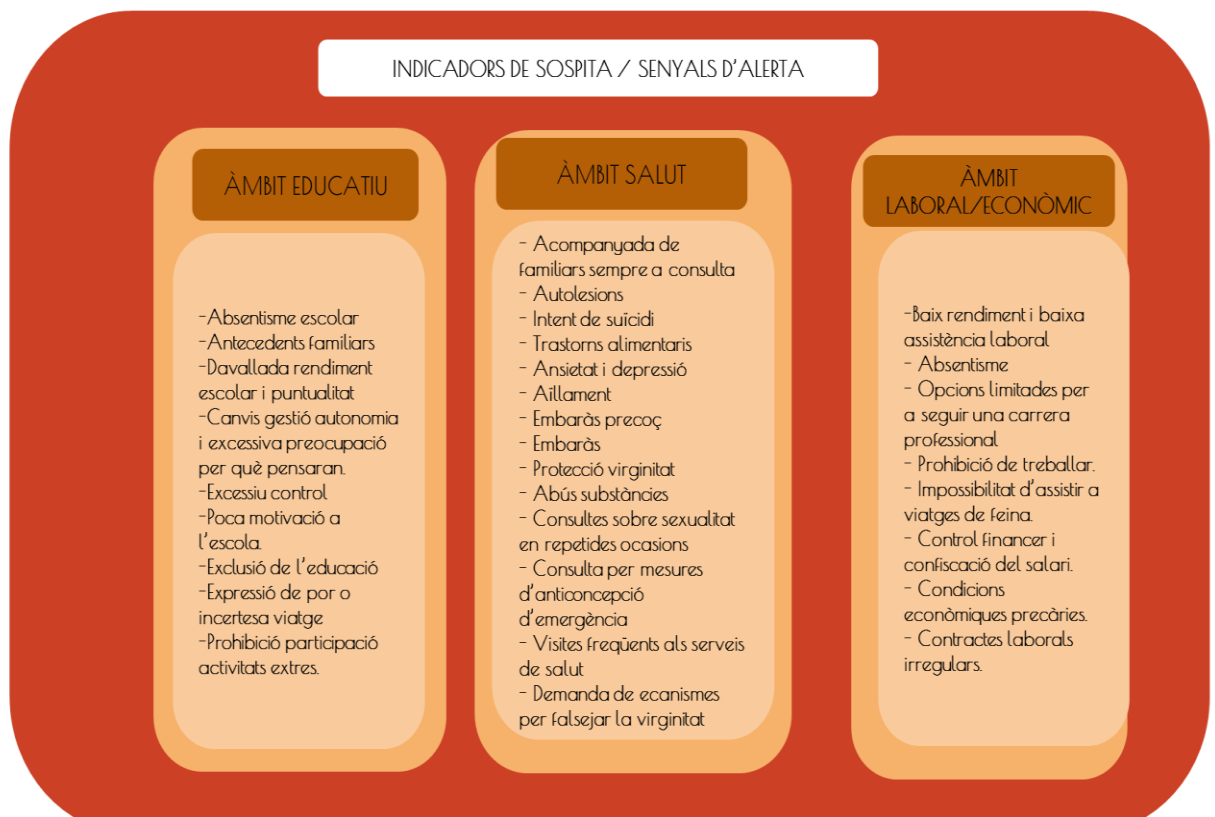 INDICADORS DE SOSPITA / SENYALS D'ALERTA
ÀMBIT EDUCATIU
-Absentisme escolar
-Antecedents familiars
-Davallada rendiment
escolar i puntualitat
-Canvis gestió autonomia
i excessiva preocupació
per què pensaran.
-Excessiu control
-Poca motivació a
l'escola.
-Exclusió de l'educació
-Expressió de por o
incertesa viatge
-Prohibició participació
activitats extres.
ÀMBIT SALUT
- Acompanyada de
familiars sempre a consulta
- Autolesions
- Intent de suïcidi
- Trastorns alimentaris
- Ansietat i depressió
- Aïllament
- Embaràs precoç
- Embaràs
- Protecció virginitat
- Abús substàncies
- Consultes sobre sexualitat
en repetides ocasions
- Consulta per mesures
d'anticoncepció
d'emergència
- Visites freqüents als serveis
de salut
- Demanda de ecanismes
per falsejar la virginitat
ÀMBIT
LABORAL/ECONÒMIC
-Baix rendiment i baixa
assistència laboral
- Absentisme
- Opcions limitades per
a seguir una carrera
professional
- Prohibició de treballar.
- Impossibilitat d'assistir a
viatges de feina.
- Control financer i
confiscació del salari.
- Condicions
econòmiques precàries.
- Contractes laborals
irregulars.